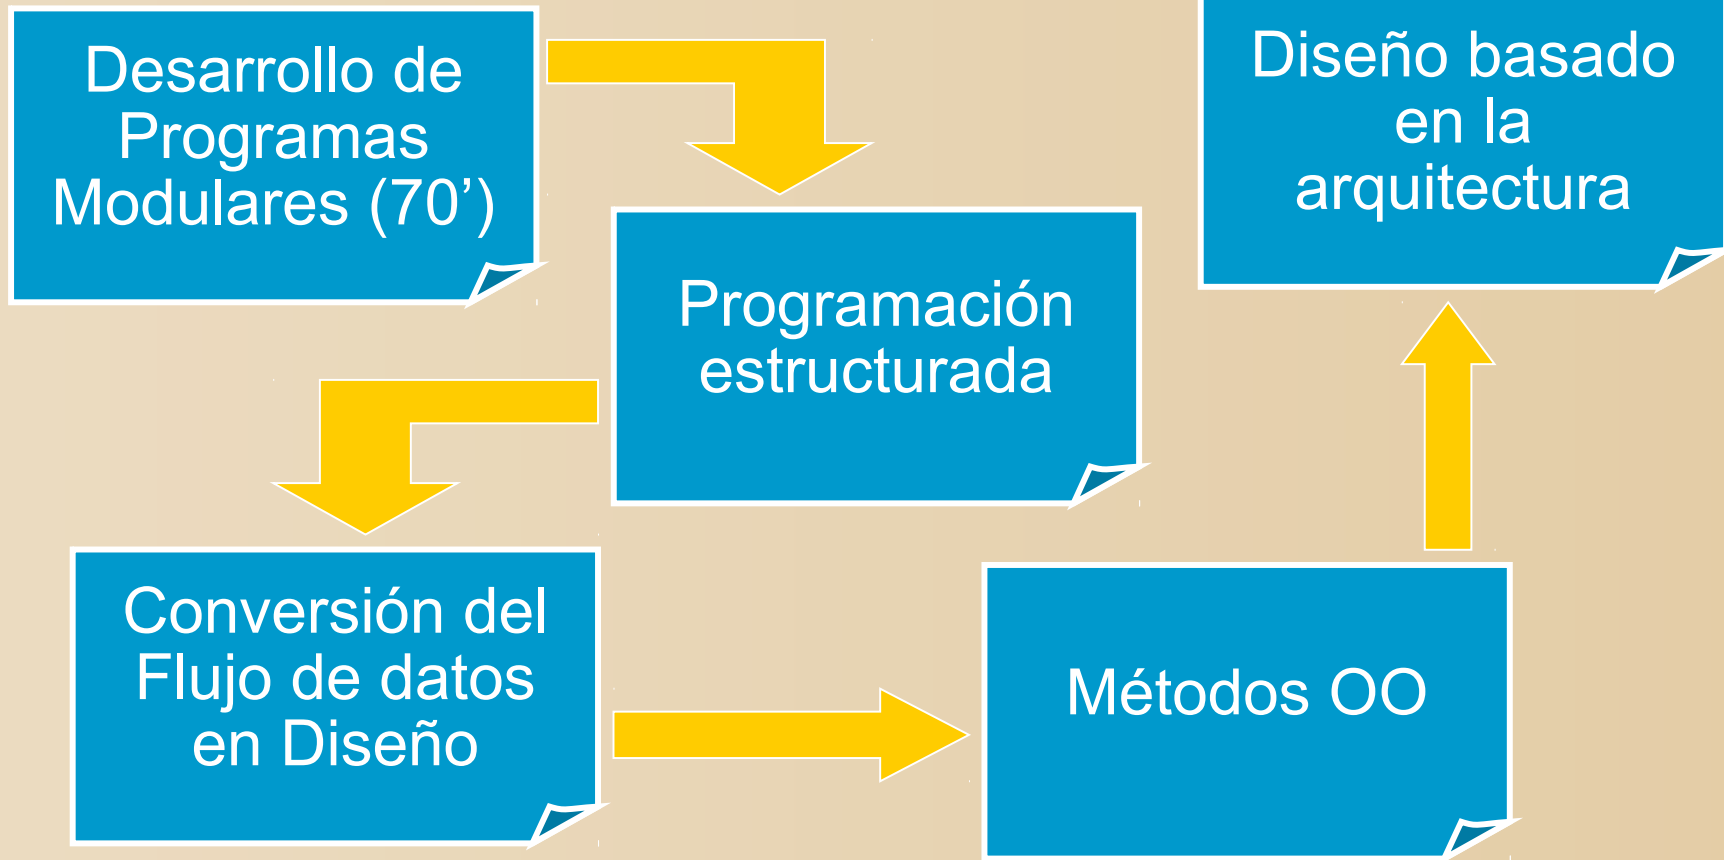 Desarrollo de
Programas
Modulares (70’)
Programación
estructurada
Conversión del
Flujo de datos
en Diseño
Métodos OO
Diseño basado
en la
arquitectura